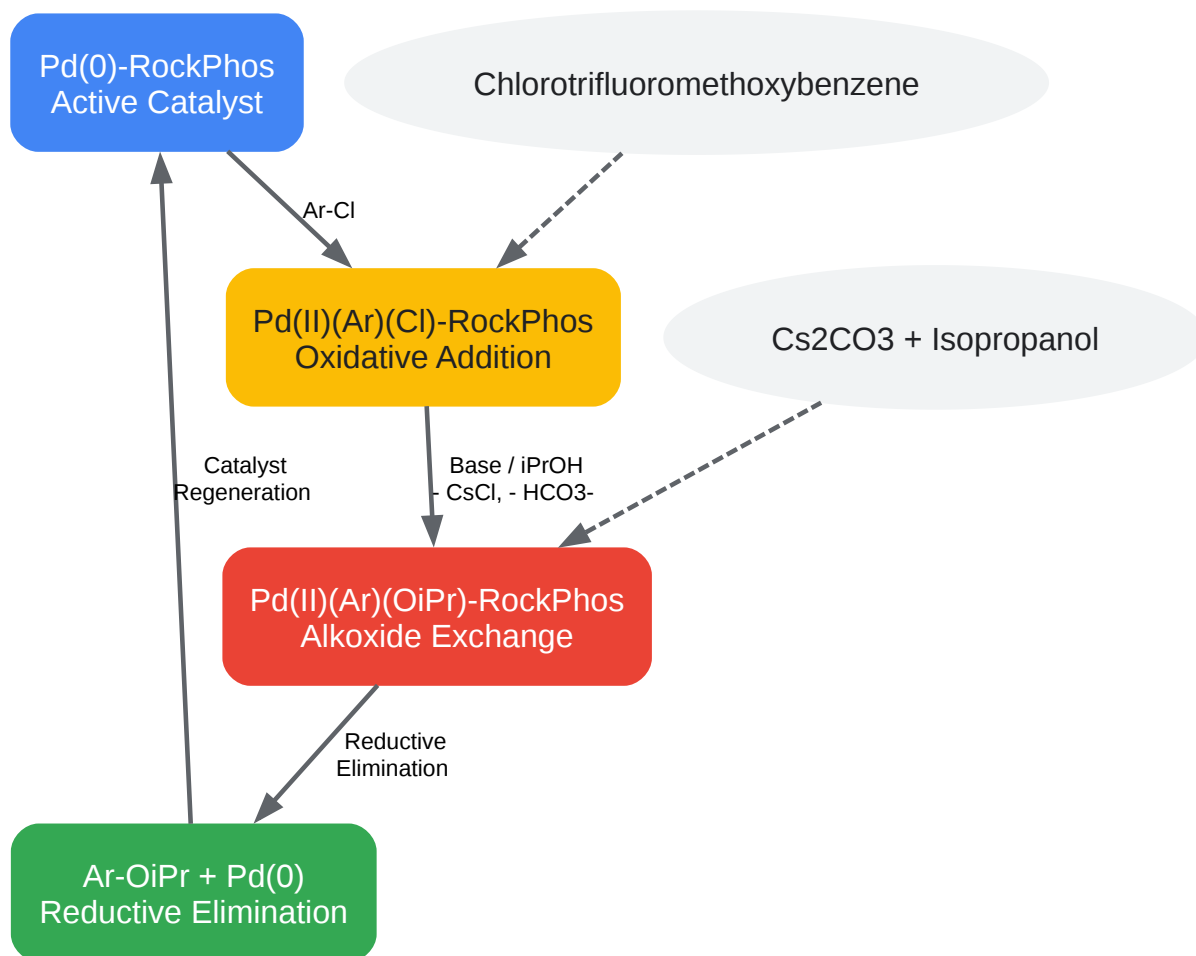 Pd(0)-RockPhos
Active Catalyst
Chlorotrifluoromethoxybenzene
Ar-Cl
Pd(II)(Ar)(Cl)-RockPhos
Oxidative Addition
Cs2CO3 + Isopropanol
Catalyst
Regeneration
Base / iPrOH
- CsCl, - HCO3-
Pd(II)(Ar)(OiPr)-RockPhos
Alkoxide Exchange
Reductive
Elimination
Ar-OiPr + Pd(0)
Reductive Elimination